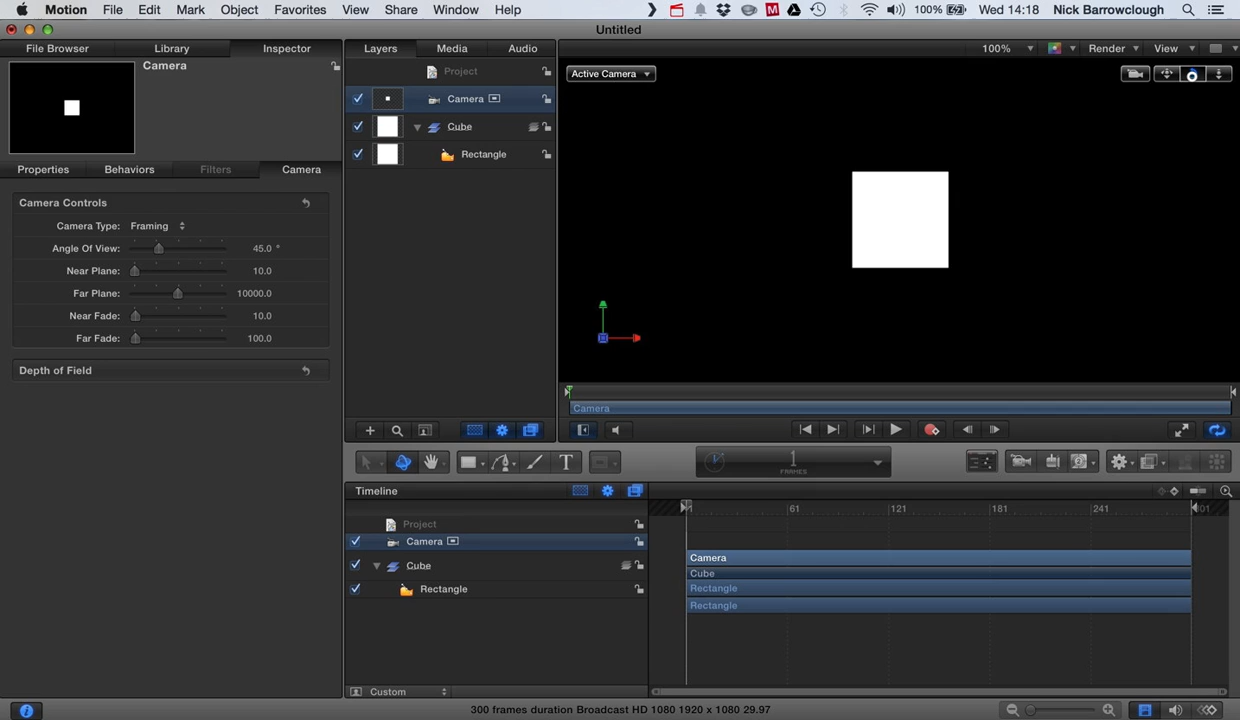 Motion File Edit Mark Object Favorites View Share Window Help 100% Wed 14:18 Nick Barrowclough
Untitled
File Browser Library Inspector Layers Media Audio 100% Render View
Camera
Project
Active Camera
Camera
Cube
Rectangle
Properties Behaviors Filters Camera
Camera Controls
Camera Type: Framing
Angle Of View: 45.0 °
Near Plane: 10.0
Far Plane: 10000.0
Near Fade: 10.0
Far Fade: 100.0
Depth of Field
Camera
1
FRAMES
Timeline
Project
1 61 121 181 241 301
Camera
Cube
Rectangle
Camera
Cube
Rectangle
Rectangle
Custom
300 frames duration Broadcast HD 1080 1920 x 1080 29.97